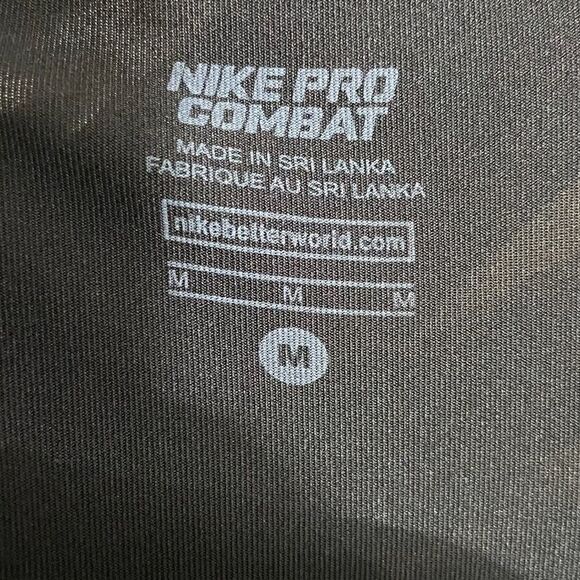 NIKE PRO
COMBAT
MADE IN SRI LANKA
FABRIQUE AU SRI LANKA
nikebetterworld.com
M M M
M